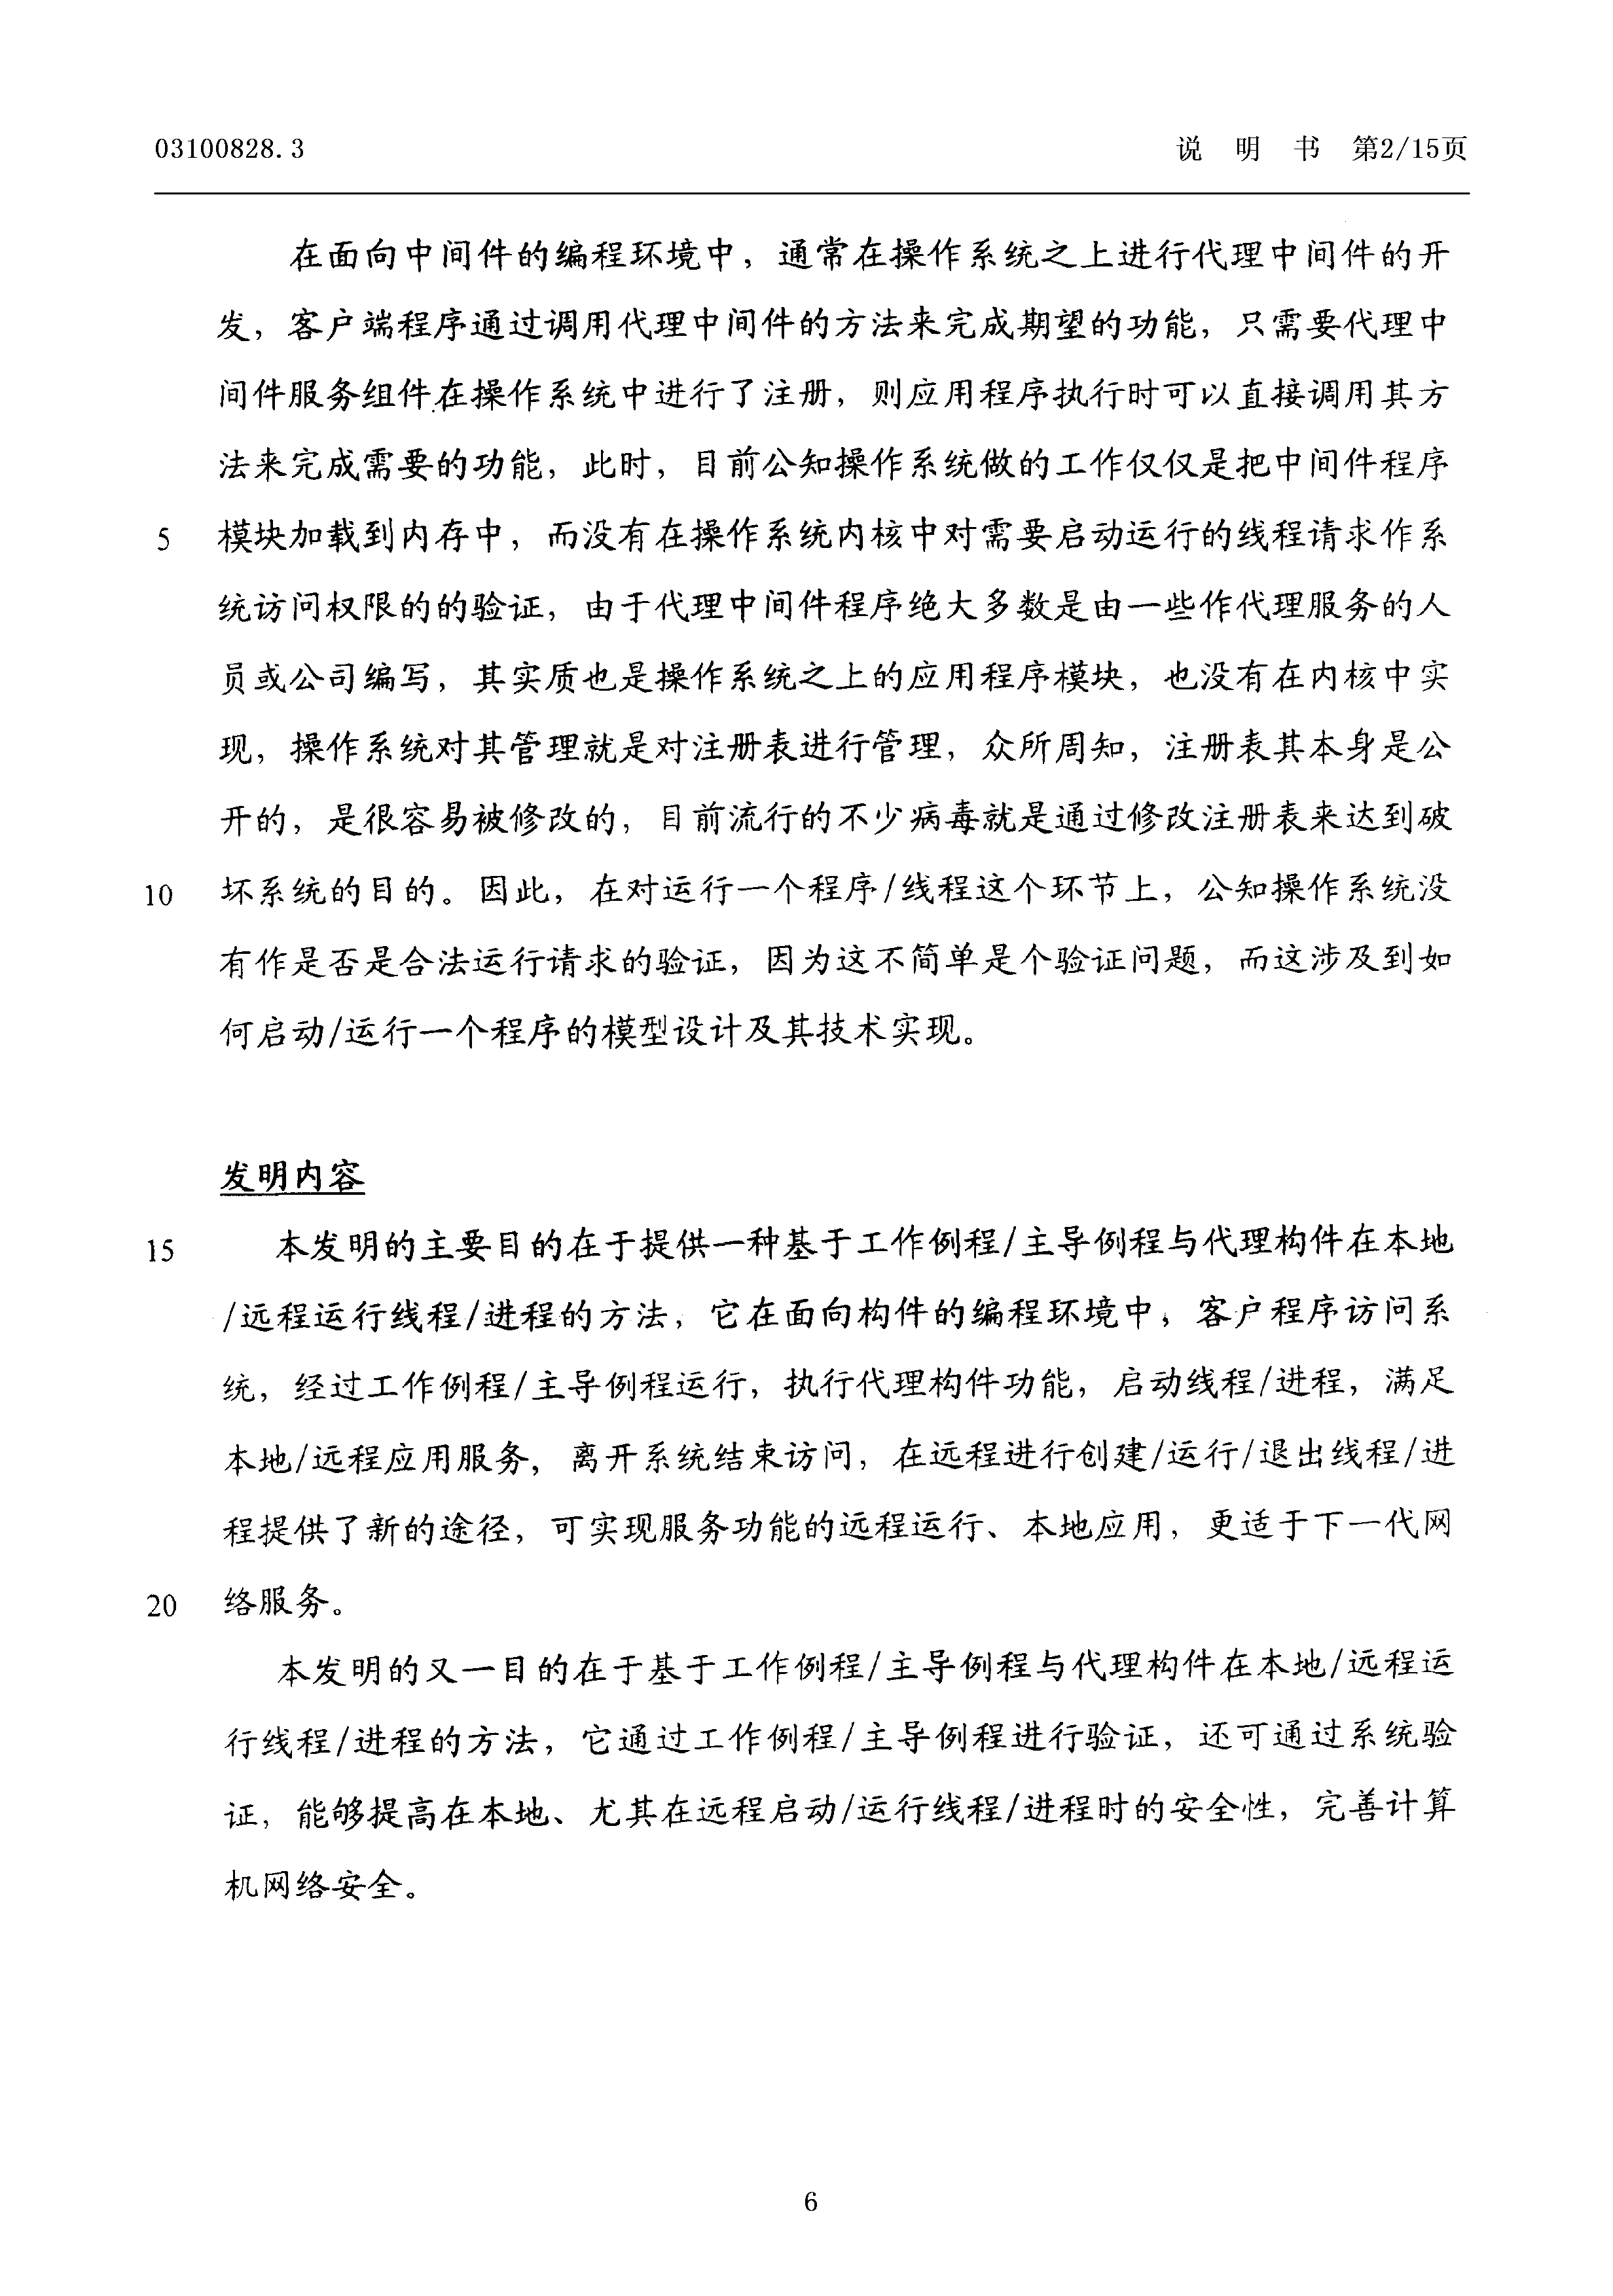 03100828.3
说 明 书 第2/15页
在面向中间件的编程环境中，通常在操作系统之上进行代理中间件的开
发，客户端程序通过调用代理中间件的方法来完成期望的功能，只需要代理中
间件服务组件在操作系统中进行了注册，则应用程序执行时可以直接调用其方
法来完成需要的功能，此时，目前公知操作系统做的工作仅仅是把中间件程序
5 模块加载到内存中，而没有在操作系统内核中对需要启动运行的线程请求作系
统访问权限的的验证，由于代理中间件程序绝大多数是由一些作代理服务的人
员或公司编写，其实质也是操作系统之上的应用程序模块，也没有在内核中实
现，操作系统对其管理就是对注册表进行管理，众所周知，注册表其本身是公
开的，是很容易被修改的，目前流行的不少病毒就是通过修改注册表来达到破
10 坏系统的目的。因此，在对运行一个程序/线程这个环节上，公知操作系统没
有作是否是合法运行请求的验证，因为这不简单是个验证问题，而这涉及到如
何启动/运行一个程序的模型设计及其技术实现。
发明内容
15 本发明的主要目的在于提供一种基于工作例程/主导例程与代理构件在本地
/远程运行线程/进程的方法，它在面向构件的编程环境中，客户程序访问系
统，经过工作例程/主导例程运行，执行代理构件功能，启动线程/进程，满足
本地/远程应用服务，离开系统结束访问，在远程进行创建/运行/退出线程/进
程提供了新的途径，可实现服务功能的远程运行、本地应用，更适于下一代网
20 络服务。
本发明的又一目的在于基于工作例程/主导例程与代理构件在本地/远程运
行线程/进程的方法，它通过工作例程/主导例程进行验证，还可通过系统验
证，能够提高在本地、尤其在远程启动/运行线程/进程时的安全性，完善计算
机网络安全。
6